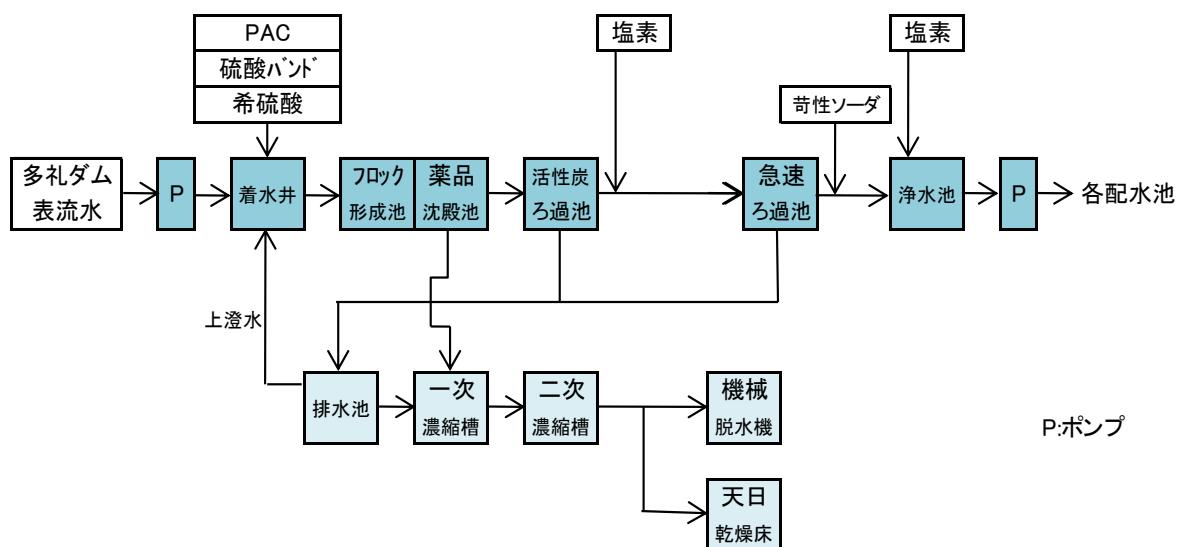 PAC
硫酸ﾊﾞﾝﾄﾞ
希硫酸
塩素
塩素
苛性ソーダ
多礼ダム
表流水
P
着水井
ﾌﾛｯｸ
形成池
薬品
沈殿池
活性炭
ろ過池
急速
ろ過池
浄水池
P
各配水池
上澄水
排水池
一次
濃縮槽
二次
濃縮槽
機械
脱水機
P:ポンプ
天日
乾燥床